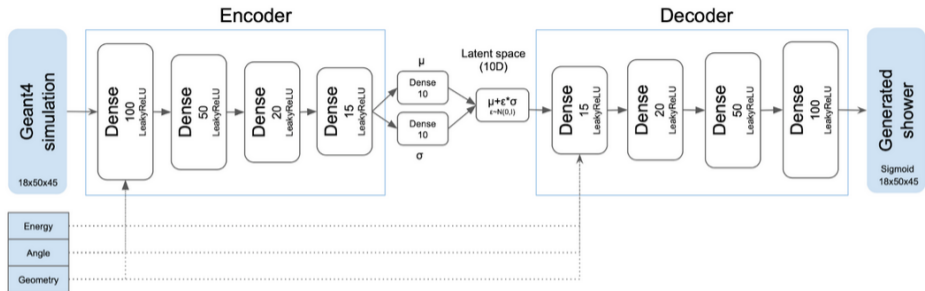 Encoder
Decoder
Geant4
simulation
18x50x45
Dense
100
LeakyReLU
Dense
50
LeakyReLU
Dense
20
LeakyReLU
Dense
15
LeakyReLU
μ
Dense
10
Dense
10
σ
Latent space
(10D)
μ+ε*σ
ε~N(0,I)
Dense
15
LeakyReLU
Dense
20
LeakyReLU
Dense
50
LeakyReLU
Dense
100
LeakyReLU
Generated
shower
Sigmoid
18x50x45
Energy
Angle
Geometry